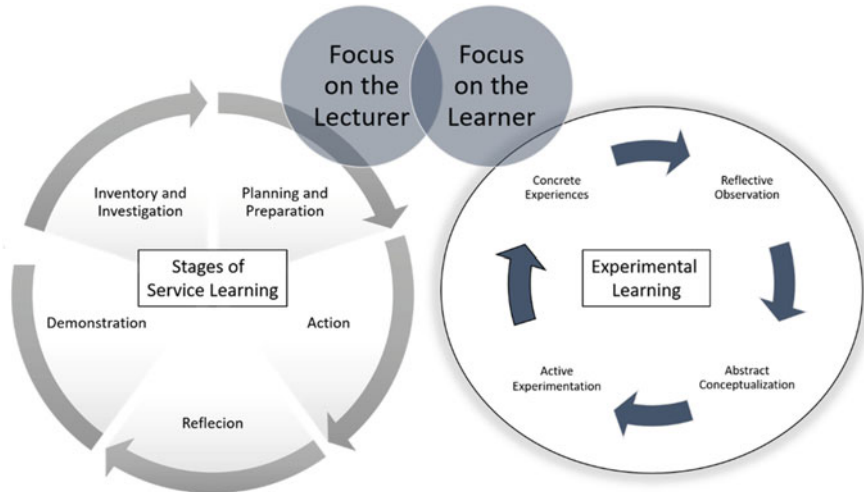 Focus
on the
Lecturer
Focus
on the
Learner
Inventory and
Investigation
Planning and
Preparation
Stages of
Service Learning
Demonstration
Action
Reflecion
Concrete
Experiences
Reflective
Observation
Experimental
Learning
Active
Experimentation
Abstract
Conceptualization